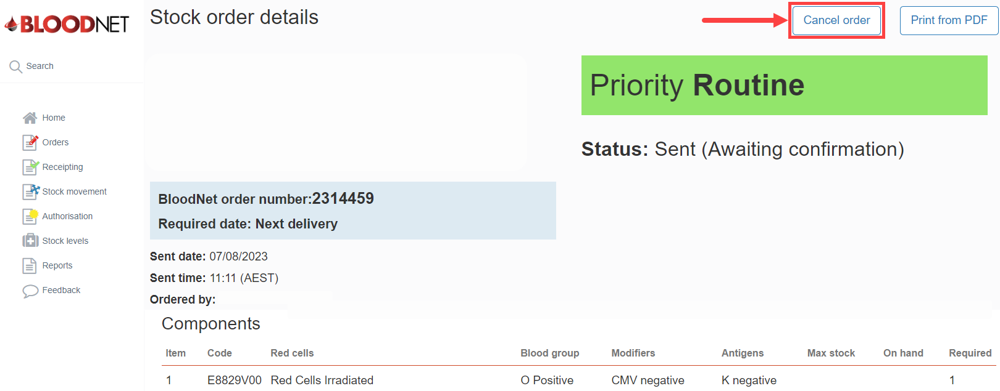 BLOODNET
Search
Home
Orders
Receipting
Stock movement
Authorisation
Stock levels
Reports
Feedback
Stock order details
Cancel order
Print from PDF
Priority Routine
Status: Sent (Awaiting confirmation)
BloodNet order number:2314459
Required date: Next delivery
Sent date: 07/08/2023
Sent time: 11:11 (AEST)
Ordered by:
Components
Item Code Red cells Blood group Modifiers Antigens Max stock On hand Required
1 E8829V00 Red Cells Irradiated O Positive CMV negative K negative 1